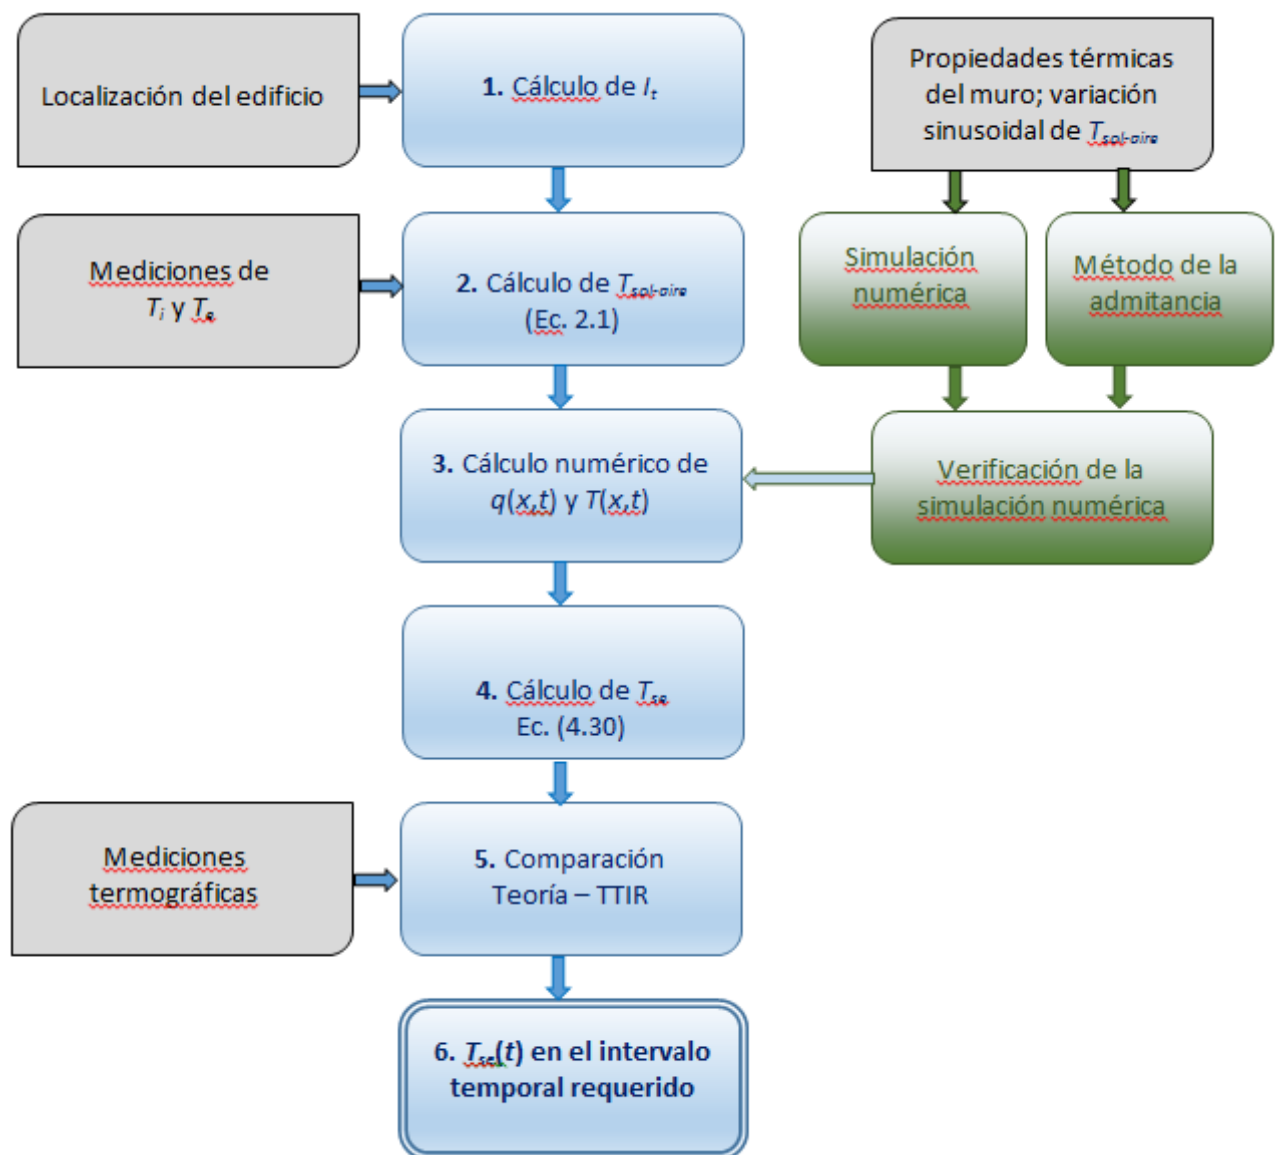 Localización del edificio
1. Cálculo de It
Propiedades térmicas
del muro; variación
sinusoidal de Tsol-aire
Mediciones de
Ti y Te
2. Cálculo de Tsol-aire
(Ec. 2.1)
Simulación
numérica
Método de la
admitancia
3. Cálculo numérico de
q(x,t) y T(x,t)
Verificación de la
simulación numérica
4. Cálculo de Tse
Ec. (4.30)
Mediciones
termográficas
5. Comparación
Teoría – TTIR
6. Tse(t) en el intervalo
temporal requerido